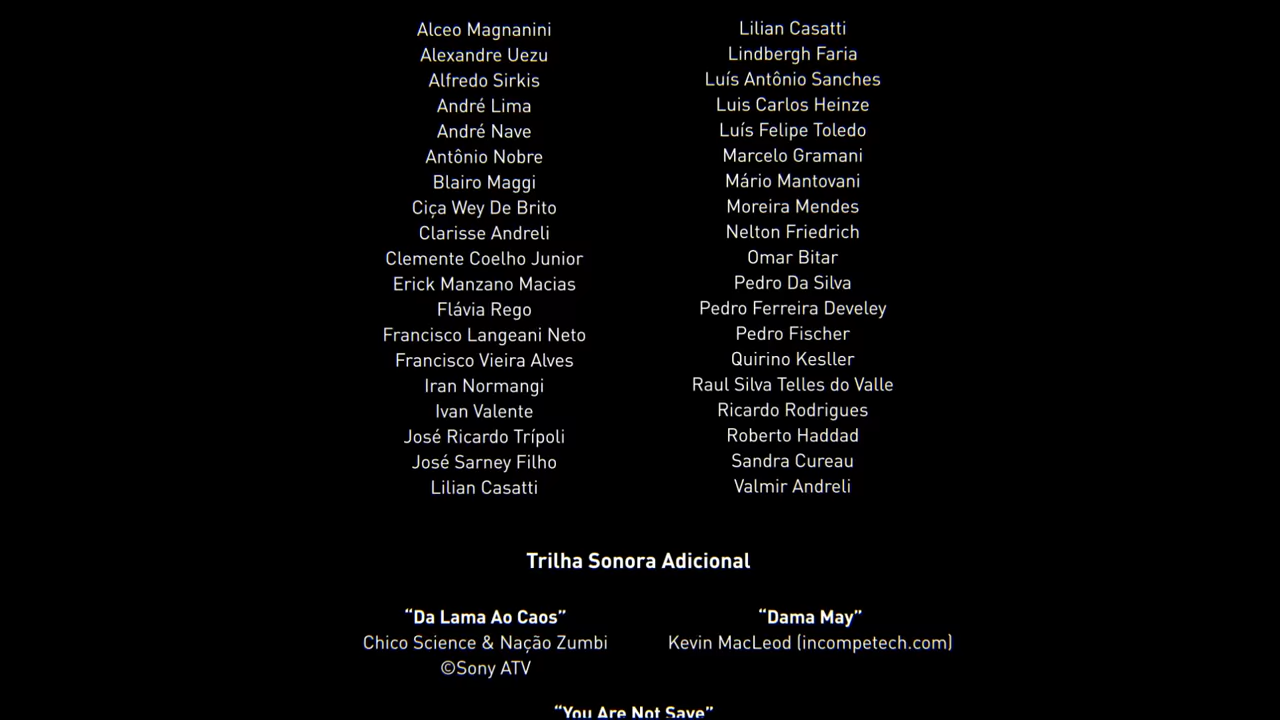 Alceo Magnanini
Alexandre Uezu
Alfredo Sirkis
André Lima
André Nave
Antônio Nobre
Blairo Maggi
Ciça Wey De Brito
Clarisse Andreli
Clemente Coelho Junior
Erick Manzano Macias
Flávia Rego
Francisco Langeani Neto
Francisco Vieira Alves
Iran Normangi
Ivan Valente
José Ricardo Trípoli
José Sarney Filho
Lilian Casatti
Lilian Casatti
Lindbergh Faria
Luís Antônio Sanches
Luis Carlos Heinze
Luís Felipe Toledo
Marcelo Gramani
Mário Mantovani
Moreira Mendes
Nelton Friedrich
Omar Bitar
Pedro Da Silva
Pedro Ferreira Develey
Pedro Fischer
Quirino Kesller
Raul Silva Telles do Valle
Ricardo Rodrigues
Roberto Haddad
Sandra Cureau
Valmir Andreli
Trilha Sonora Adicional
“Da Lama Ao Caos”
Chico Science & Nação Zumbi
©Sony ATV
“Dama May”
Kevin MacLeod (incompetech.com)
“You Are Not Save”